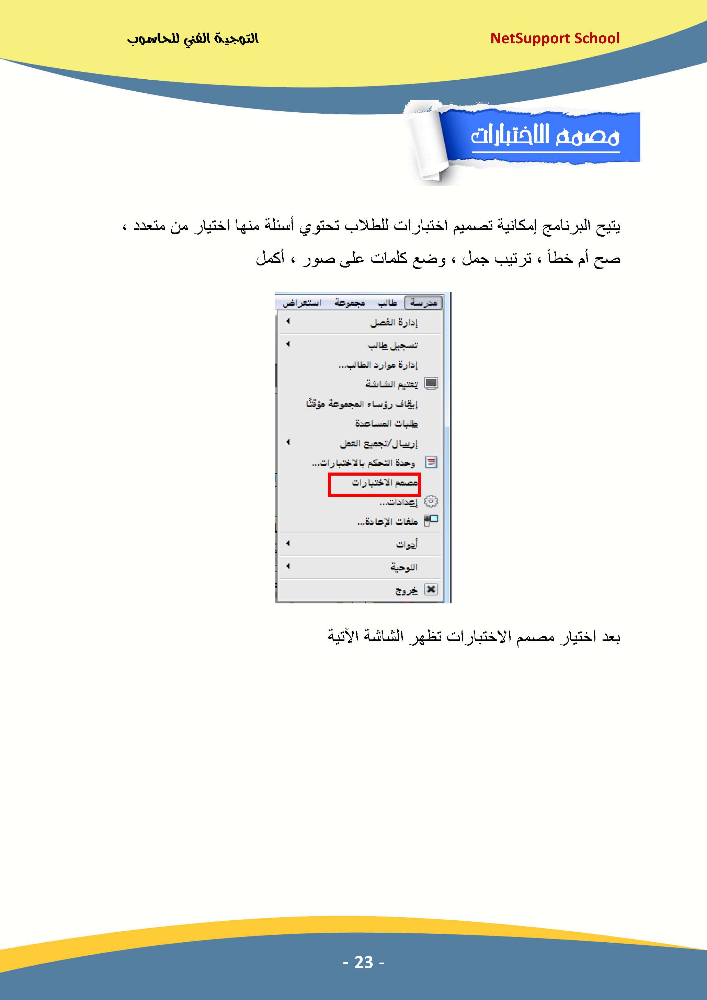 NetSupport School التوجية الفني للحاسوب
مصمم الاختبارات
يتيح البرنامج إمكانية تصميم اختبارات للطلاب تحتوي أسئلة منها اختيار من متعدد ،
صح أم خطأ ، ترتيب جمل ، وضع كلمات على صور ، أكمل
مدرسة طالب مجموعة استعراض
إدارة الفصل
تسجيل طالب
إدارة موارد الطالب...
تعتيم الشاشة
إيقاف رؤساء المجموعة مؤقتًا
طلبات المساعدة
إرسال/تجميع العمل
وحدة التحكم بالاختبارات...
مصمم الاختبارات
إعدادات...
ملفات الإعادة...
أدوات
اللوحية
خروج
بعد اختيار مصمم الاختبارات تظهر الشاشة الآتية
- 23 -